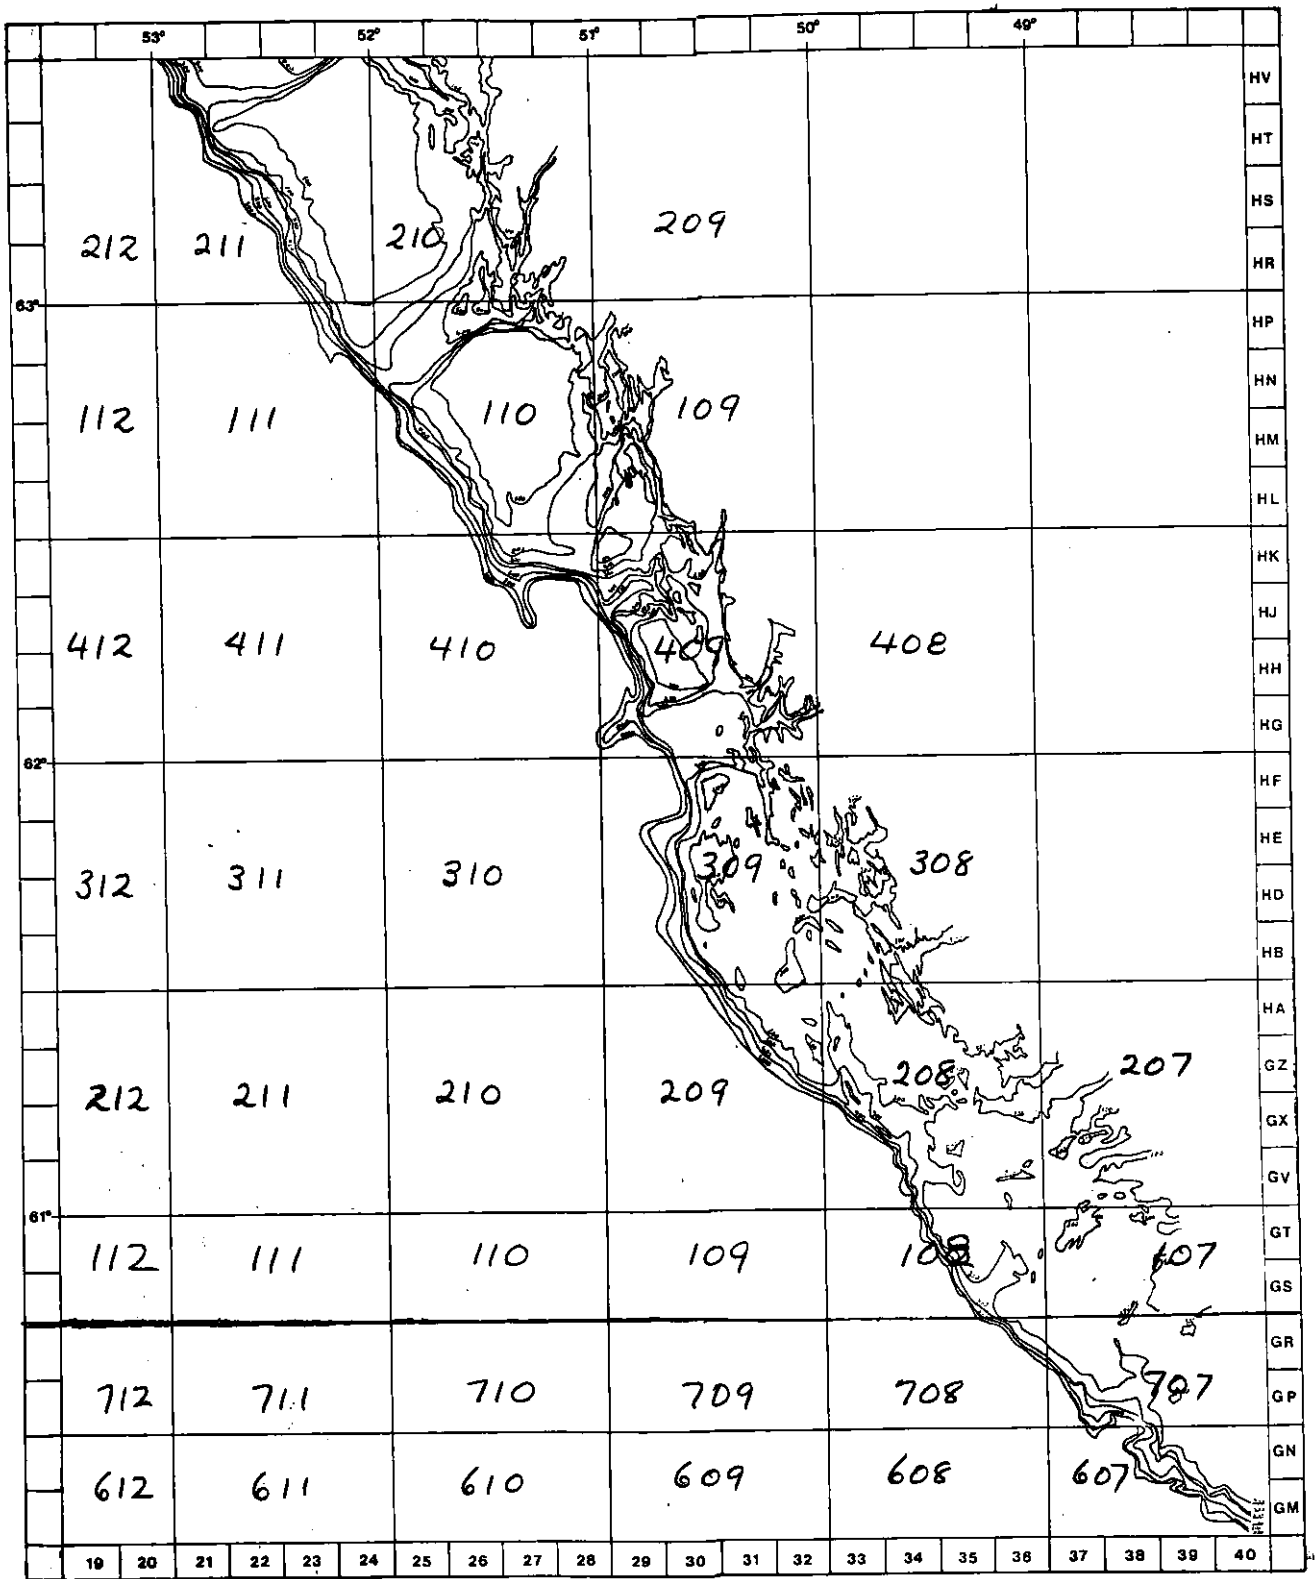 53° 52° 51° 50° 49°
HV
HT
HS
212 211 210 209
HR
63°
HP
HN
112 111 110 109
HM
HL
HK
HJ
412 411 410 409 408
HH
HG
62°
HF
HE
312 311 310 309 308
HD
HB
HA
GZ
212 211 210 209 208 207
GX
GV
61°
GT
112 111 110 109 108 107
GS
GR
712 711 710 709 708 707
GP
GN
612 611 610 609 608 607
GM
19 20 21 22 23 24 25 26 27 28 29 30 31 32 33 34 35 36 37 38 39 40